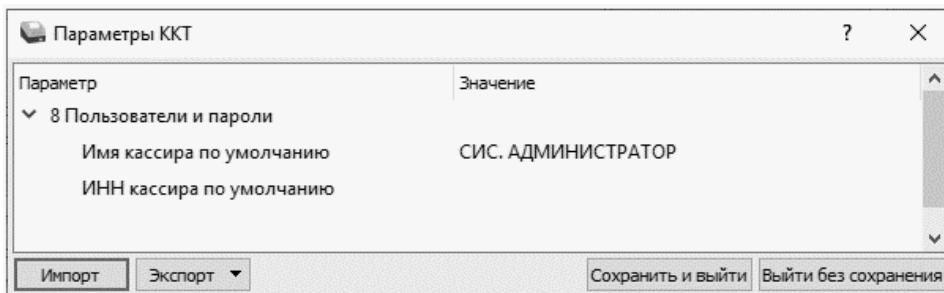 Параметры ККТ ?
Параметр Значение
8 Пользователи и пароли
Имя кассира по умолчанию СИС. АДМИНИСТРАТОР
ИНН кассира по умолчанию
Импорт Экспорт Сохранить и выйти Выйти без сохранения